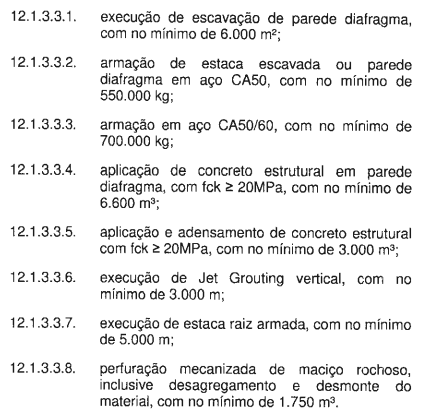 12.1.3.3.1. execução de escavação de parede diafragma,
com no mínimo de 6.000 m²;
12.1.3.3.2. armação de estaca escavada ou parede
diafragma em aço CA50, com no mínimo de
550.000 kg;
12.1.3.3.3. armação em aço CA50/60, com no mínimo de
700.000 kg;
12.1.3.3.4. aplicação de concreto estrutural em parede
diafragma, com fck ≥ 20MPa, com no mínimo de
6.600 m³;
12.1.3.3.5. aplicação e adensamento de concreto estrutural
com fck ≥ 20MPa, com no mínimo de 3.000 m³;
12.1.3.3.6. execução de Jet Grouting vertical, com no
mínimo de 3.000 m;
12.1.3.3.7. execução de estaca raiz armada, com no mínimo
de 5.000 m;
12.1.3.3.8. perfuração mecanizada de maciço rochoso,
inclusive desagregamento e desmonte do
material, com no mínimo de 1.750 m³.